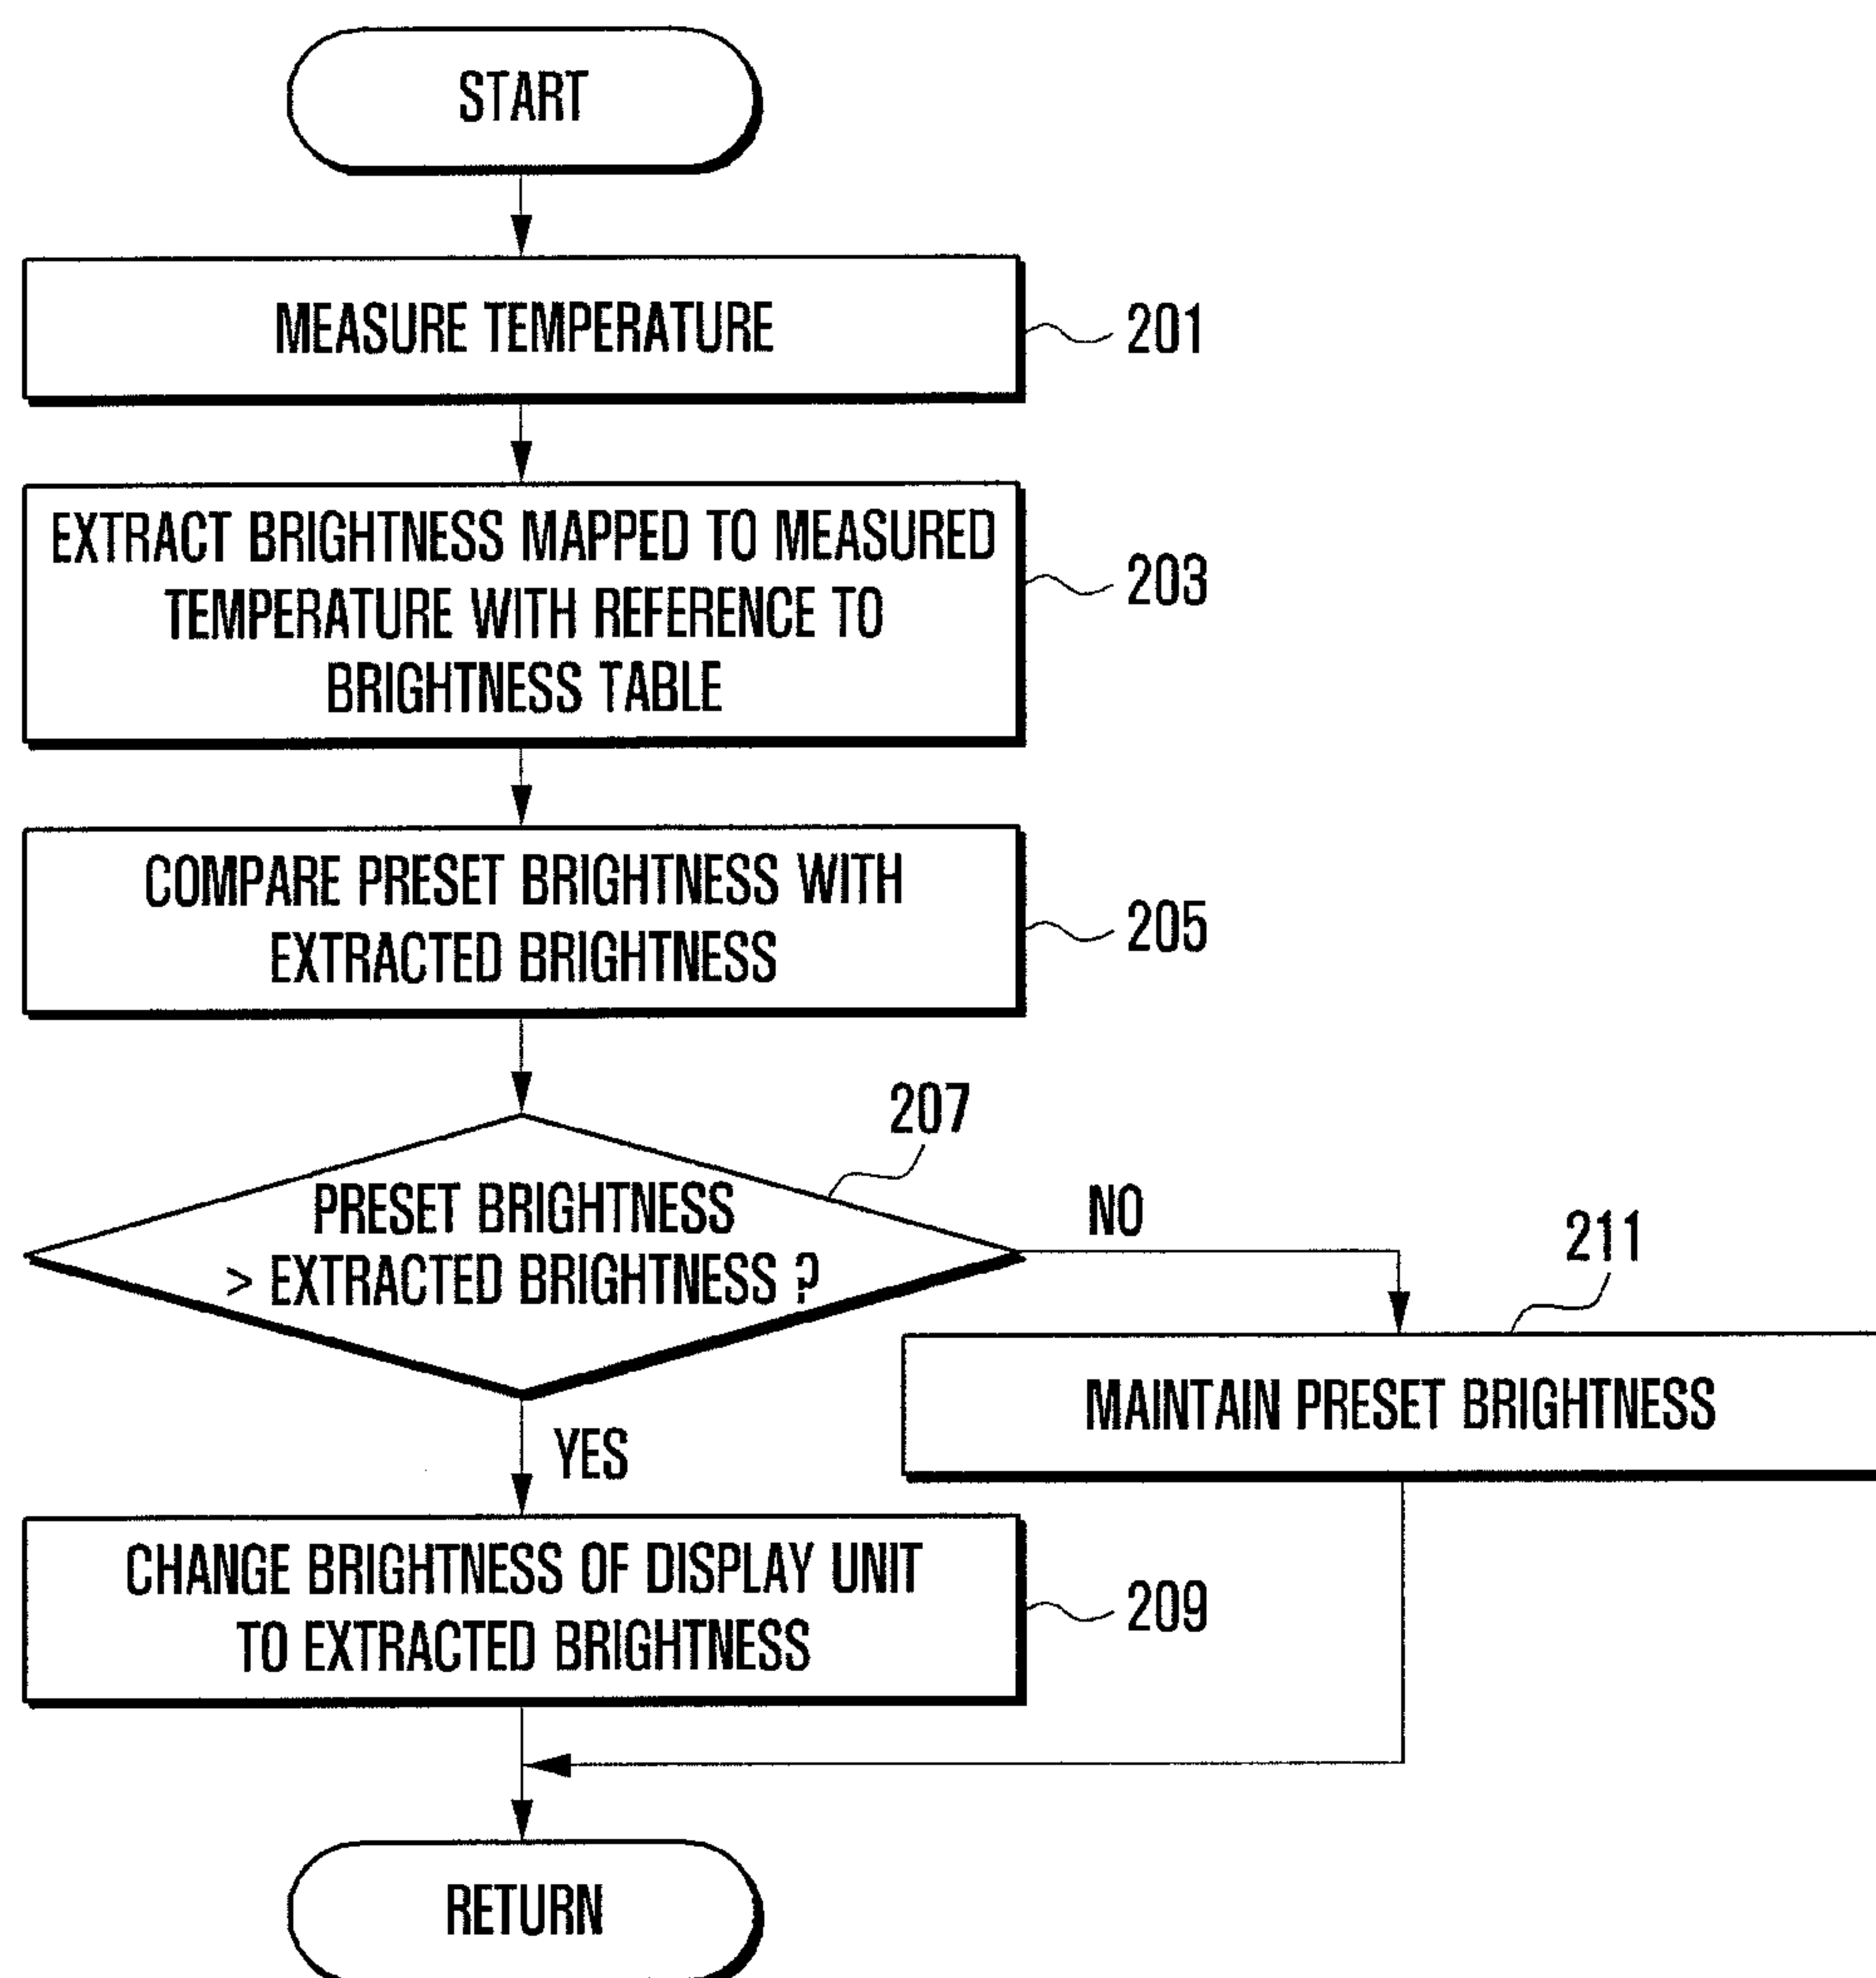 START
MEASURE TEMPERATURE
201
EXTRACT BRIGHTNESS MAPPED TO MEASURED
TEMPERATURE WITH REFERENCE TO
BRIGHTNESS TABLE
203
COMPARE PRESET BRIGHTNESS WITH
EXTRACTED BRIGHTNESS
205
207
PRESET BRIGHTNESS
> EXTRACTED BRIGHTNESS ?
NO
211
MAINTAIN PRESET BRIGHTNESS
YES
CHANGE BRIGHTNESS OF DISPLAY UNIT
TO EXTRACTED BRIGHTNESS
209
RETURN